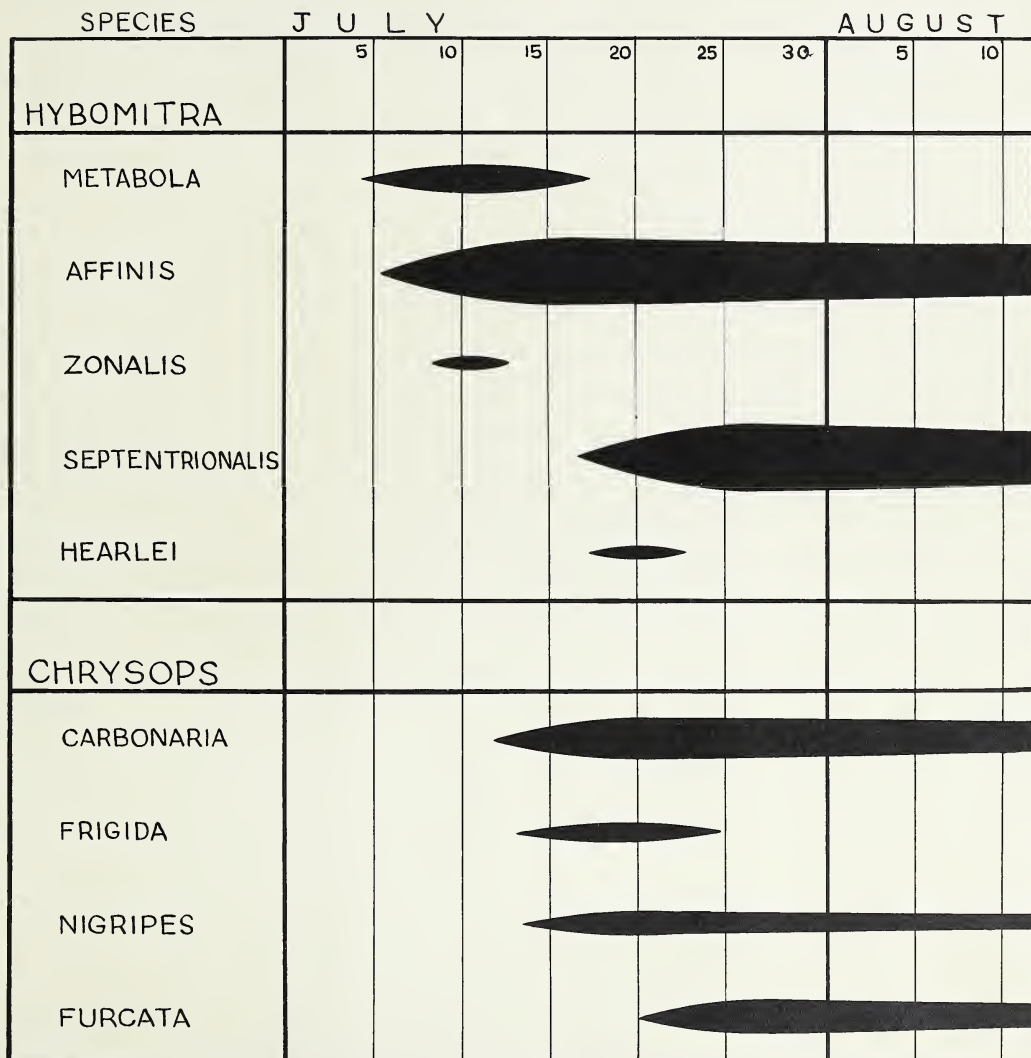 SPECIES JULY AUGUST
5 10 15 20 25 30 5 10
HYBOMITRA
METABOLA
AFFINIS
ZONALIS
SEPTENTRIONALIS
HEARLEI
CHRYSOPS
CARBONARIA
FRIGIDA
NIGRIPES
FURCATA